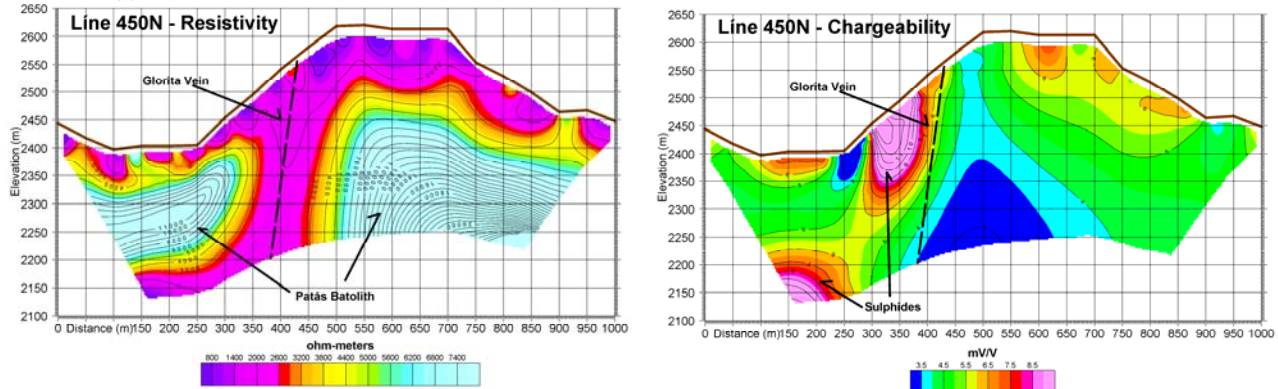 Líne 450N - Resistivity
2650
2600
2550
2500
2450
2400
2350
2300
2250
2200
2150
2100
Elevation (m)
Glorita Vein
Patás Batolith
0 Distance (m) 150 200 250 300 350 400 450 500 550 600 650 700 750 800 850 900 950 1000
ohm-meters
800 1400 2000 2600 3200 3800 4400 5000 5600 6200 6800 7400
Líne 450N - Chargeability
2650
2600
2550
2500
2450
2400
2350
2300
2250
2200
2150
2100
Elevation (m)
Glorita Vein
Sulphides
0 Distance (m) 150 200 250 300 350 400 450 500 550 600 650 700 750 800 850 900 950 1000
mV/V
3.5 4.5 5.5 6.5 7.5 8.5